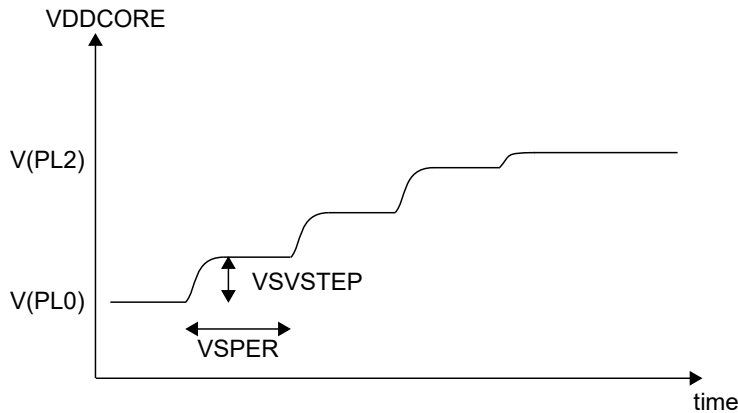 VDDCORE
V(PL2)
V(PL0)
VSVSTEP
VSPER
time